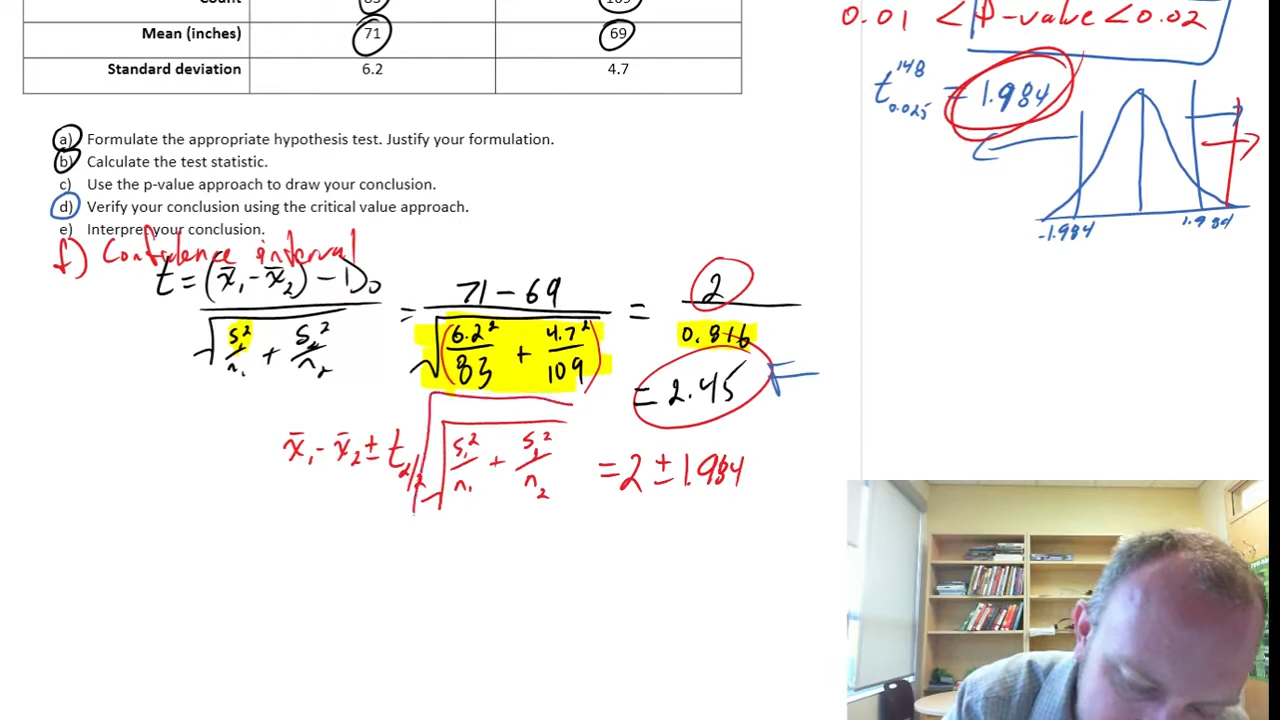 Count 83 109
Mean (inches) 71 69
Standard deviation 6.2 4.7
a) Formulate the appropriate hypothesis test. Justify your formulation.
b) Calculate the test statistic.
c) Use the p-value approach to draw your conclusion.
d) Verify your conclusion using the critical value approach.
e) Interpret your conclusion.
f) Confidence interval
t = (x̄₁ - x̄₂) - D₀ / √(s₁²/n₁ + s₂²/n₂) = 71 - 69 / √(6.2²/83 + 4.7²/109) = 2 / 0.816
= 2.45
x̄₁ - x̄₂ ± t₂/₂ √(s₁²/n₁ + s₂²/n₂) = 2 ± 1.984
0.01 < P-value < 0.02
t 148 0.025 = 1.984
-1.984 1.984